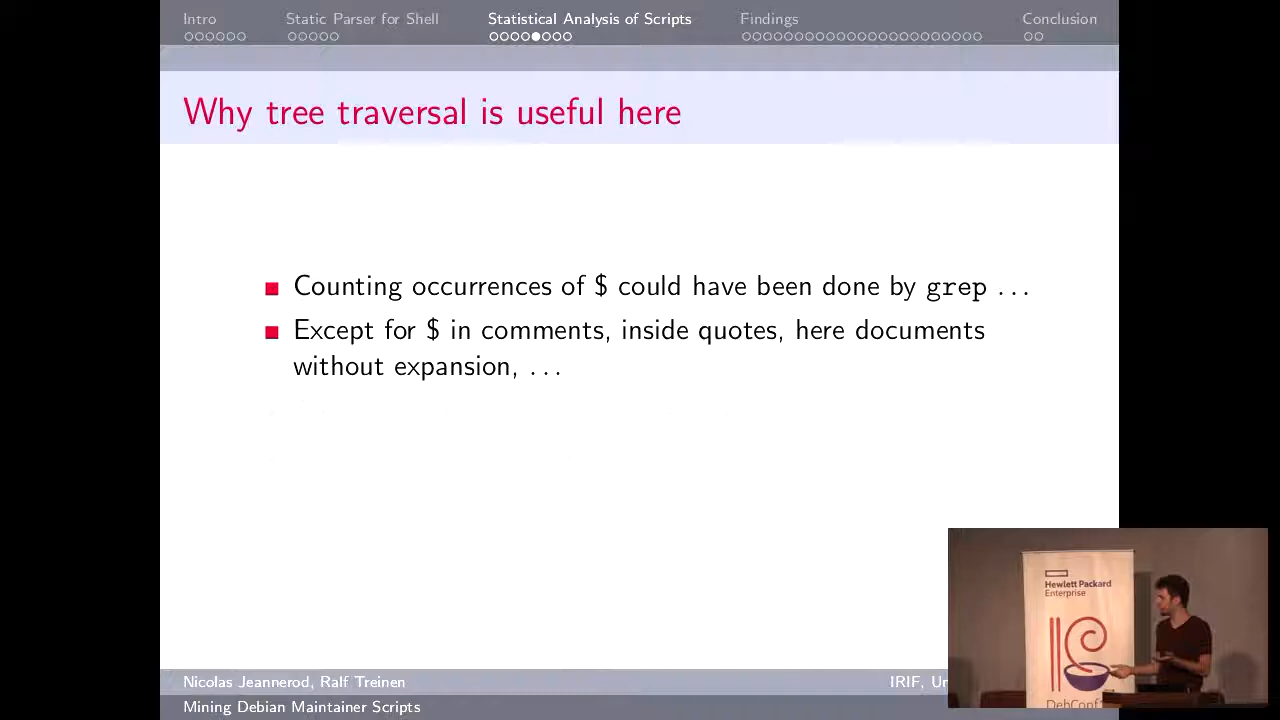 Intro Static Parser for Shell Statistical Analysis of Scripts Findings Conclusion
Why tree traversal is useful here
Counting occurrences of $ could have been done by grep ...
Except for $ in comments, inside quotes, here documents
without expansion, ...
Hewlett Packard
Enterprise
Nicolas Jeannerod, Ralf Treinen IRIF,
Mining Debian Maintainer Scripts